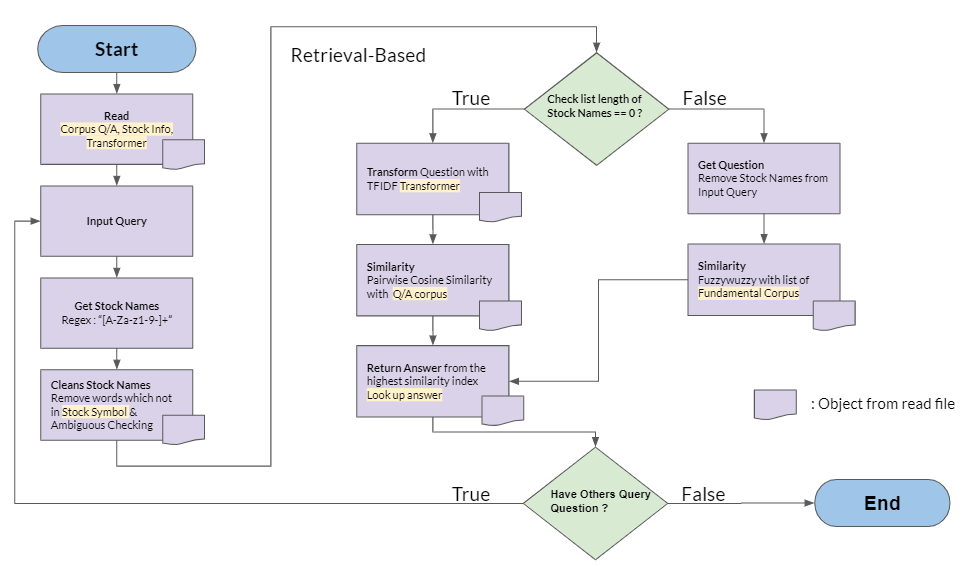 Start
Read
Corpus Q/A, Stock Info,
Transformer
Input Query
Get Stock Names
Regex : "[A-Za-z1-9-]+"
Cleans Stock Names
Remove words which not
in Stock Symbol &
Ambiguous Checking
Retrieval-Based
Check list length of
Stock Names == 0 ?
True
False
Transform Question with
TFIDF Transformer
Similarity
Pairwise Cosine Similarity
with Q/A corpus
Return Answer from the
highest similarity index
Look up answer
Get Question
Remove Stock Names from
Input Query
Similarity
Fuzzywuzzy with list of
Fundamental Corpus
: Object from read file
Have Others Query
Question ?
True
False
End